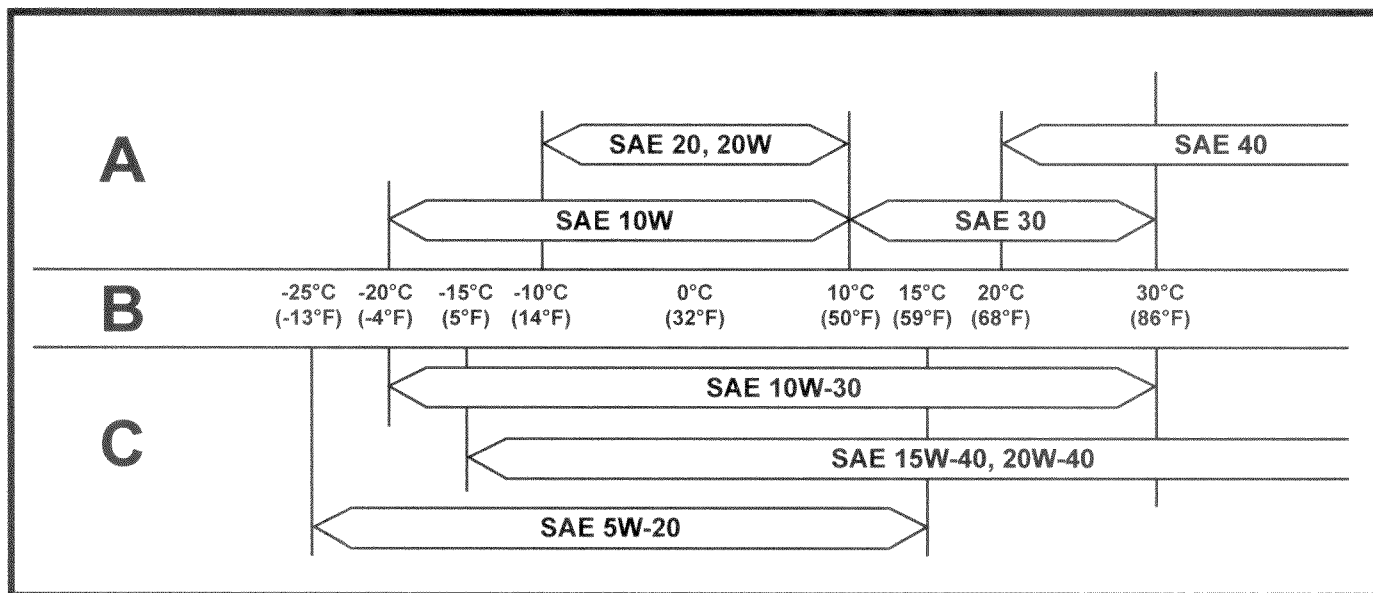 A
SAE 20, 20W
SAE 40
SAE 10W
SAE 30
B
-25°C -20°C -15°C -10°C 0°C 10°C 15°C 20°C 30°C
(-13°F) (-4°F) (5°F) (14°F) (32°F) (50°F) (59°F) (68°F) (86°F)
C
SAE 10W-30
SAE 15W-40, 20W-40
SAE 5W-20